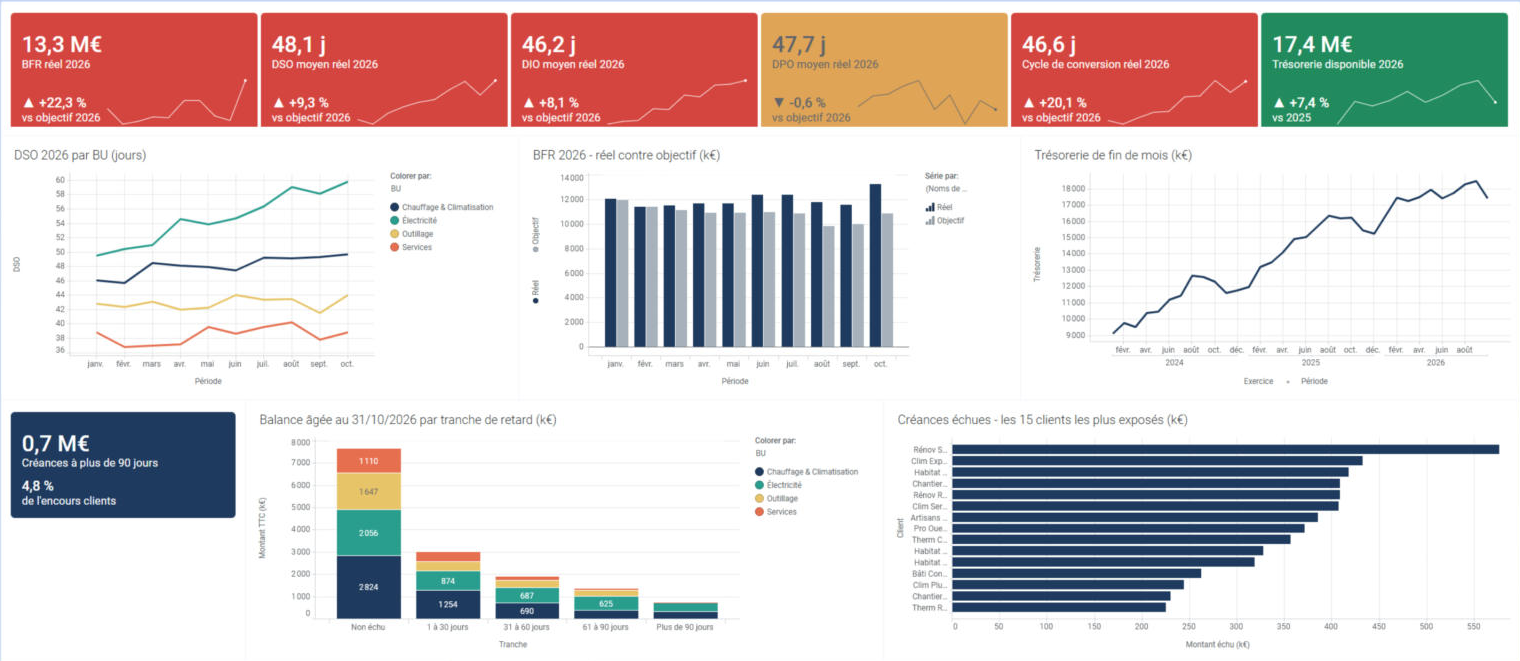 13,3 M€
BFR réel 2026
▲ +22,3 %
vs objectif 2026
48,1 j
DSO moyen réel 2026
▲ +9,3 %
vs objectif 2026
46,2 j
DIO moyen réel 2026
▲ +8,1 %
vs objectif 2026
47,7 j
DPO moyen réel 2026
▼ -0,6 %
vs objectif 2026
46,6 j
Cycle de conversion réel 2026
▲ +20,1 %
vs objectif 2026
17,4 M€
Trésorerie disponible 2026
▲ +7,4 %
vs 2025
DSO 2026 par BU (jours)
60
58
56
54
52
50
48
46
44
42
40
38
36
DSO
janv. févr. mars avr. mai juin juil. août sept. oct.
Période
Colorer par:
BU
Chauffage & Climatisation
Électricité
Outillage
Services
BFR 2026 - réel contre objectif (k€)
14000
12000
10000
8000
6000
4000
2000
0
Objectif
Réel
janv. févr. mars avr. mai juin juil. août sept. oct.
Période
Série par:
(Noms de ...
Réel
Objectif
Trésorerie de fin de mois (k€)
18000
17000
16000
15000
14000
13000
12000
11000
10000
9000
Trésorerie
févr. avr. juin août oct. déc. févr. avr. juin août oct. déc. févr. avr. juin août
2024 2025 2026
Exercice • Période
0,7 M€
Créances à plus de 90 jours
4,8 %
de l'encours clients
Balance âgée au 31/10/2026 par tranche de retard (k€)
8000
7000
6000
5000
4000
3000
2000
1000
0
Montant TTC (k€)
1110
1647
2056
2824
874
1254
687
690
625
Non échu 1 à 30 jours 31 à 60 jours 61 à 90 jours Plus de 90 jours
Tranche
Colorer par:
BU
Chauffage & Climatisation
Électricité
Outillage
Services
Créances échues - les 15 clients les plus exposés (k€)
Client
Rénov S...
Clim Exp...
Habitat ...
Chantier...
Rénov R...
Clim Ser...
Artisans ...
Pro Oue...
Therm C...
Habitat ...
Habitat ...
Bâti Con...
Clim Plu...
Chantier...
Therm R...
0 50 100 150 200 250 300 350 400 450 500 550
Montant échu (k€)